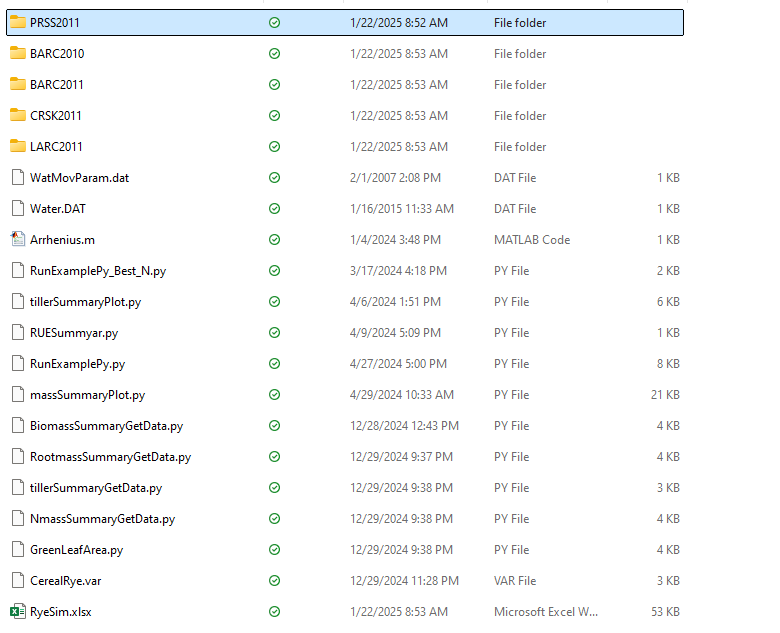 PRSS2011 1/22/2025 8:52 AM File folder
BARC2010 1/22/2025 8:53 AM File folder
BARC2011 1/22/2025 8:53 AM File folder
CRSK2011 1/22/2025 8:53 AM File folder
LARC2011 1/22/2025 8:53 AM File folder
WatMovParam.dat 2/1/2007 2:08 PM DAT File 1 KB
Water.DAT 1/16/2015 11:33 AM DAT File 1 KB
Arrhenius.m 1/4/2024 3:48 PM MATLAB Code 1 KB
RunExamplePy_Best_N.py 3/17/2024 4:18 PM PY File 2 KB
tillerSummaryPlot.py 4/6/2024 1:51 PM PY File 6 KB
RUESummyar.py 4/9/2024 5:09 PM PY File 1 KB
RunExamplePy.py 4/27/2024 5:00 PM PY File 8 KB
massSummaryPlot.py 4/29/2024 10:33 AM PY File 21 KB
BiomassSummaryGetData.py 12/28/2024 12:43 PM PY File 4 KB
RootmassSummaryGetData.py 12/29/2024 9:37 PM PY File 4 KB
tillerSummaryGetData.py 12/29/2024 9:38 PM PY File 3 KB
NmassSummaryGetData.py 12/29/2024 9:38 PM PY File 4 KB
GreenLeafArea.py 12/29/2024 9:38 PM PY File 4 KB
CerealRye.var 12/29/2024 11:28 PM VAR File 3 KB
RyeSim.xlsx 1/22/2025 8:53 AM Microsoft Excel W... 53 KB